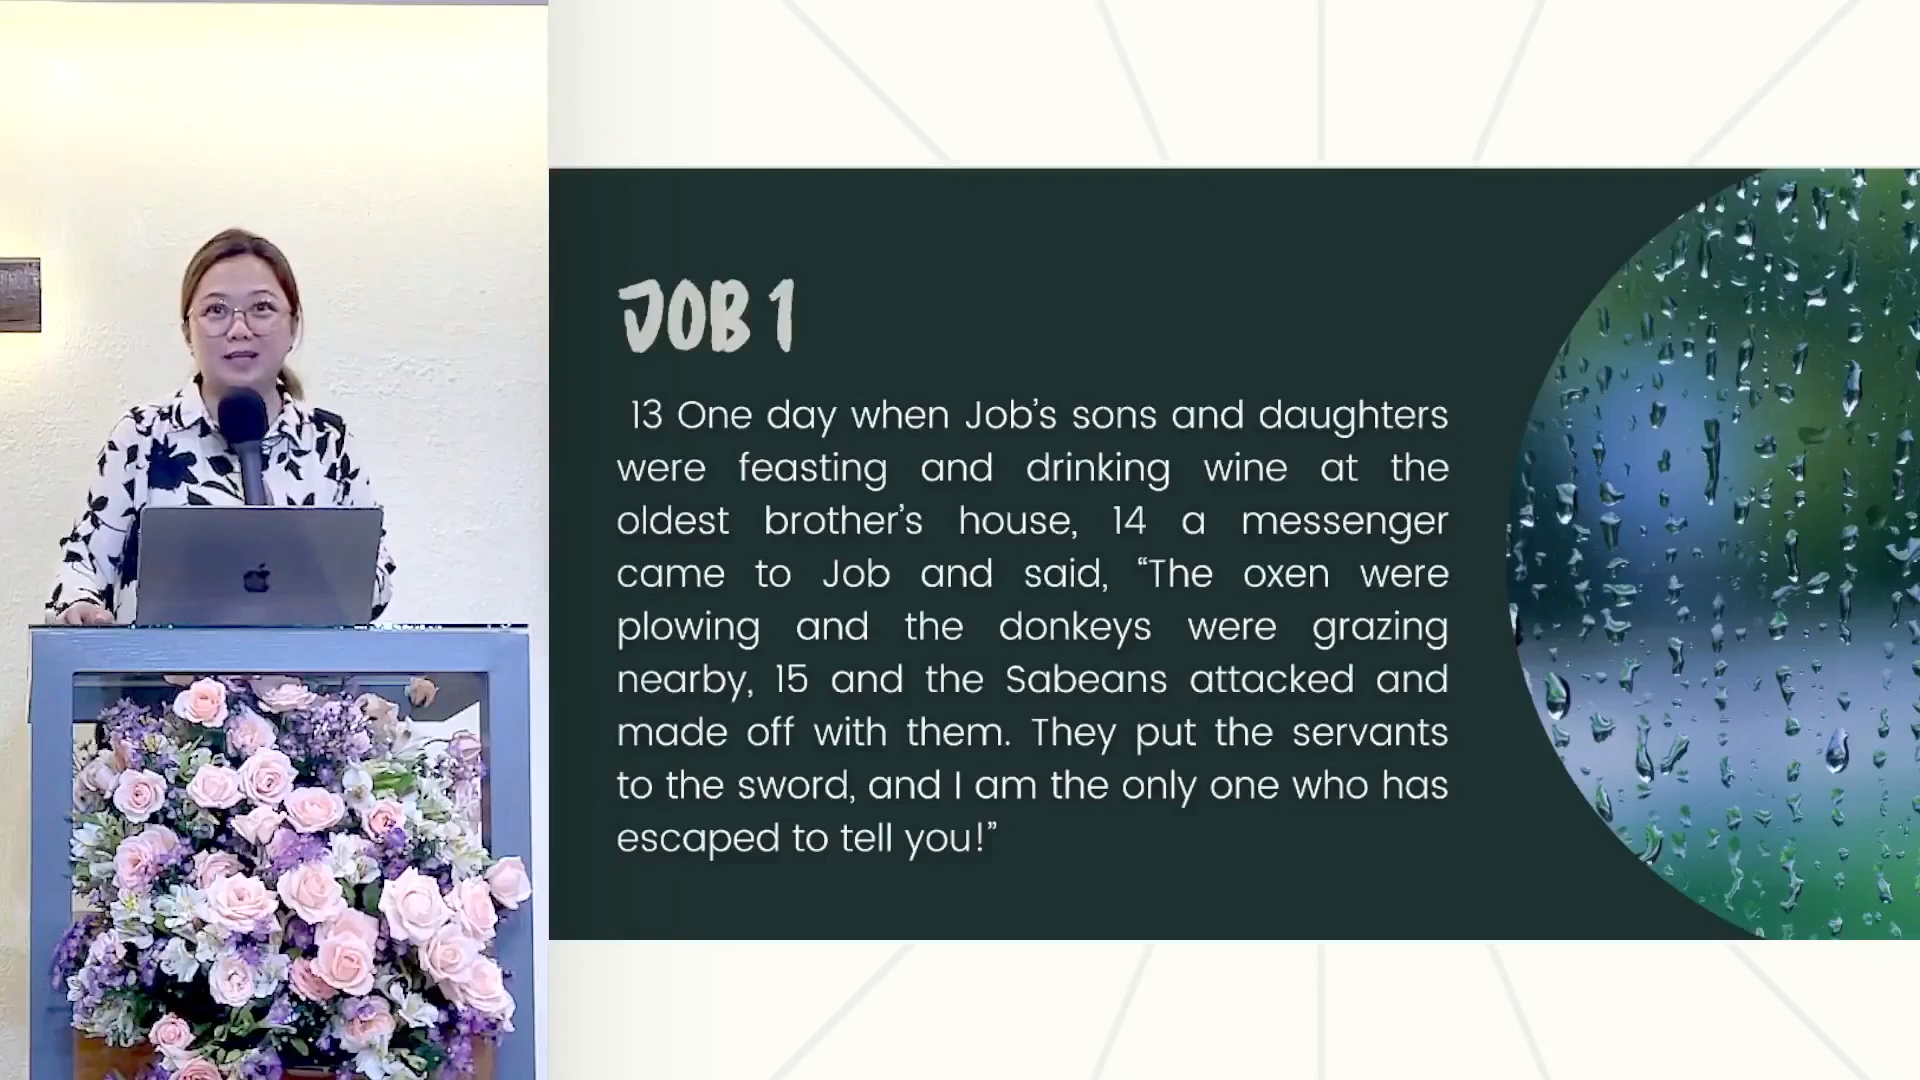 JOB 1
13 One day when Job’s sons and daughters
were feasting and drinking wine at the
oldest brother’s house, 14 a messenger
came to Job and said, “The oxen were
plowing and the donkeys were grazing
nearby, 15 and the Sabeans attacked and
made off with them. They put the servants
to the sword, and I am the only one who has
escaped to tell you!”